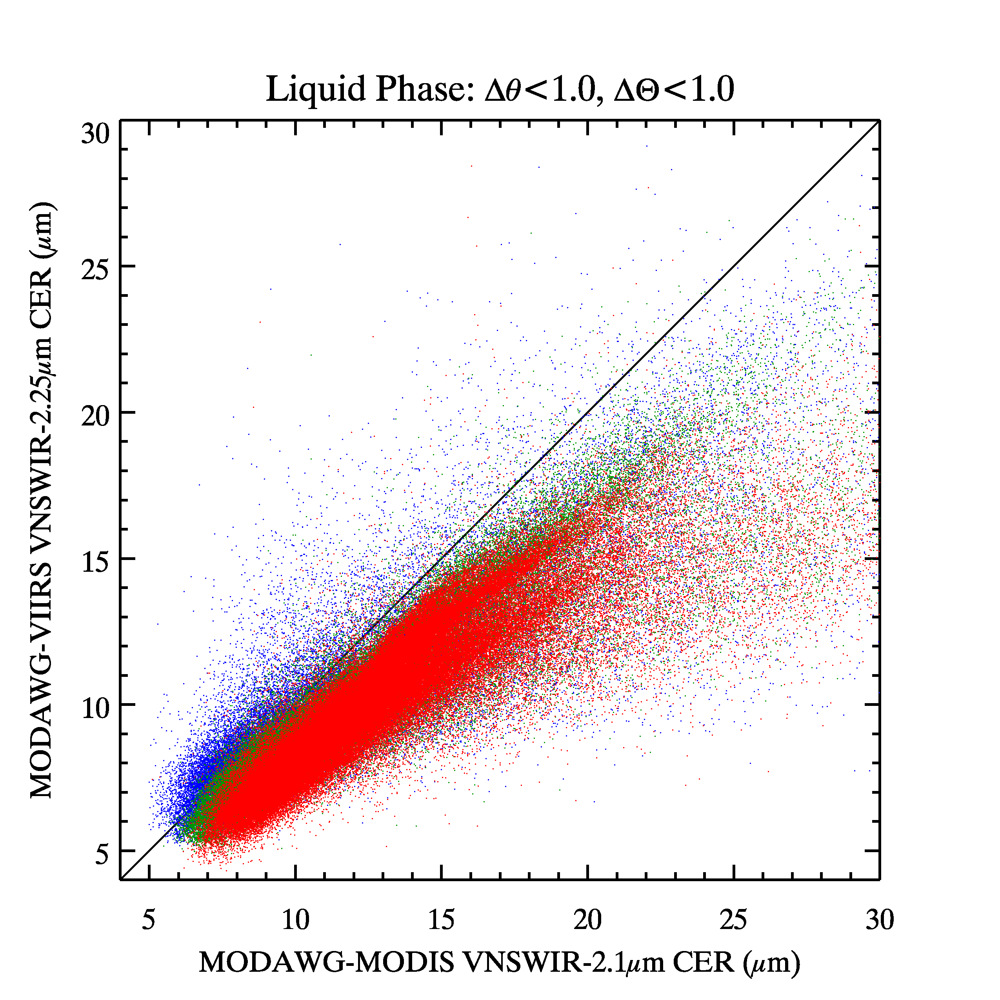 Liquid Phase: Δθ<1.0, ΔΘ<1.0
30
25
20
15
10
5
MODAWG-VIIRS VNSWIR-2.25μm CER (μm)
5 10 15 20 25 30
MODAWG-MODIS VNSWIR-2.1μm CER (μm)